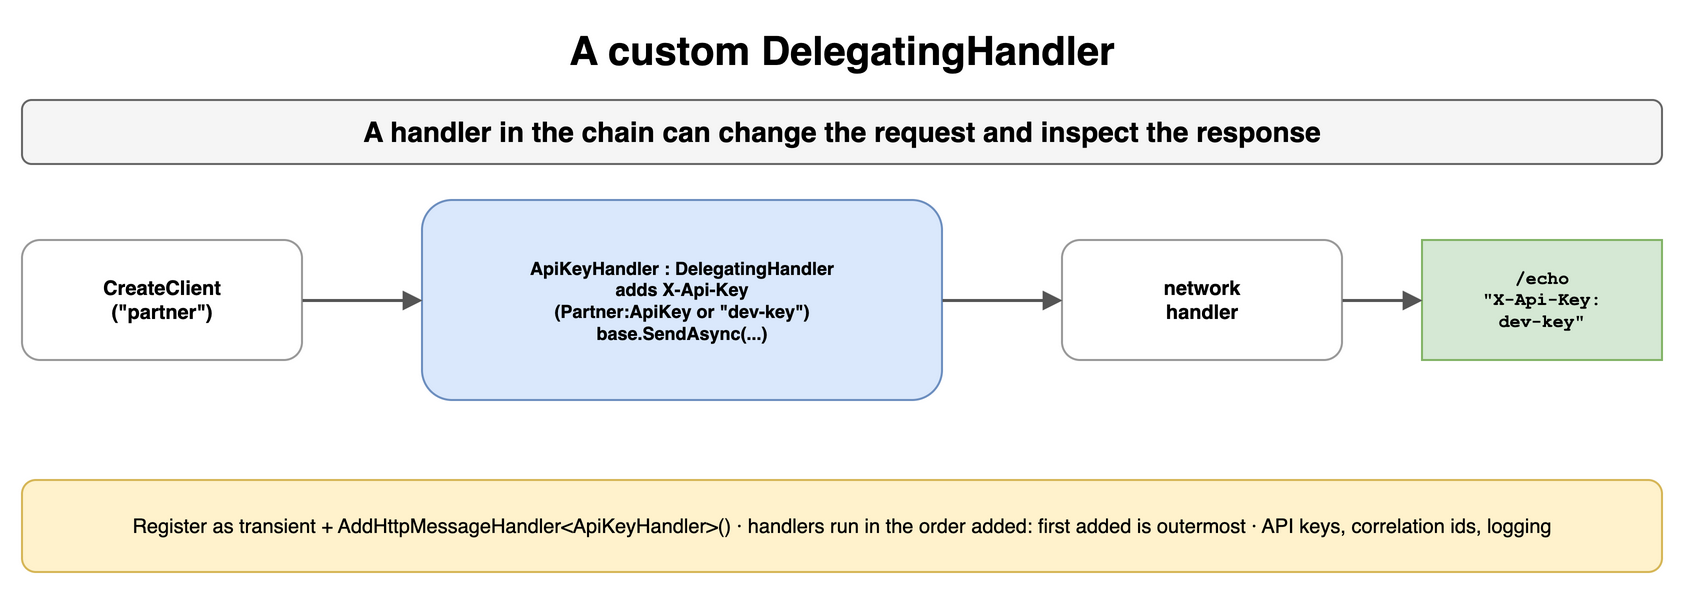 A custom DelegatingHandler
A handler in the chain can change the request and inspect the response
CreateClient
("partner")
ApiKeyHandler : DelegatingHandler
adds X-Api-Key
(Partner:ApiKey or "dev-key")
base.SendAsync(...)
network
handler
/echo
"X-Api-Key:
dev-key"
Register as transient + AddHttpMessageHandler<ApiKeyHandler>() · handlers run in the order added: first added is outermost · API keys, correlation ids, logging